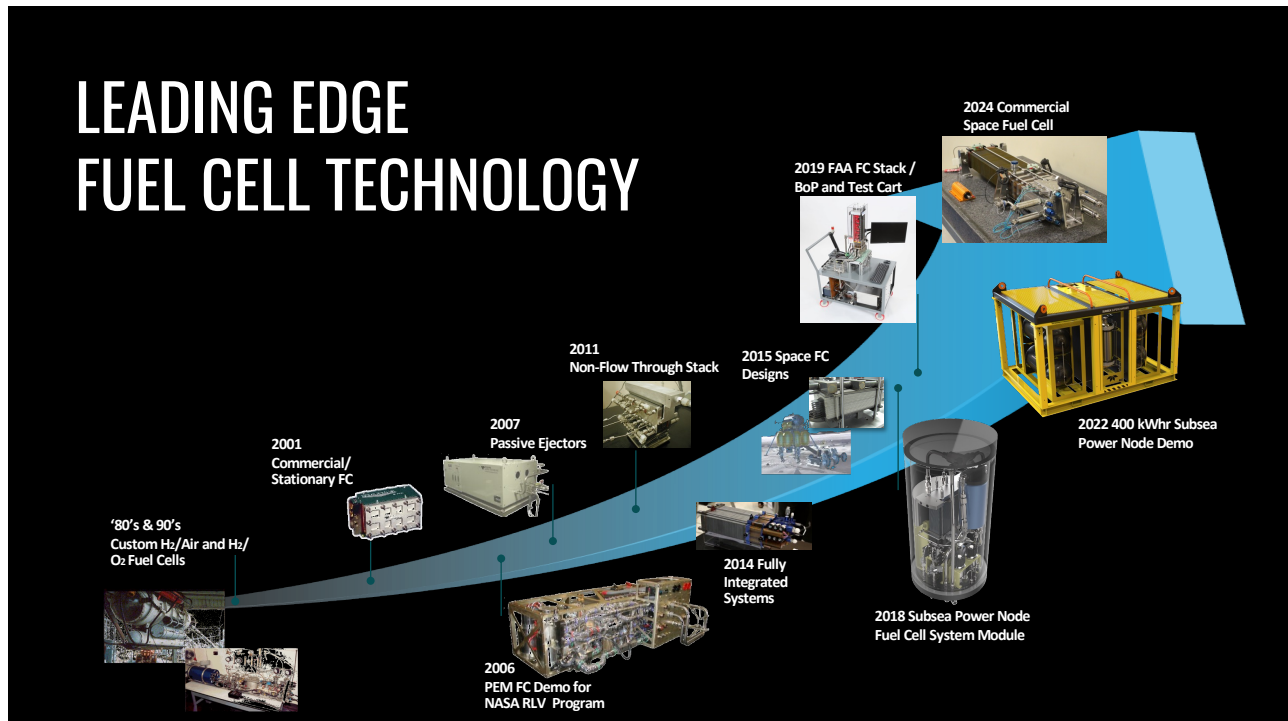 LEADING EDGE
FUEL CELL TECHNOLOGY
'80's & 90's
Custom H₂/Air and H₂/
O₂ Fuel Cells
2001
Commercial/
Stationary FC
2006
PEM FC Demo for
NASA RLV Program
2007
Passive Ejectors
2011
Non-Flow Through Stack
2014 Fully
Integrated
Systems
2015 Space FC
Designs
2018 Subsea Power Node
Fuel Cell System Module
2019 FAA FC Stack /
BoP and Test Cart
2022 400 kWhr Subsea
Power Node Demo
2024 Commercial
Space Fuel Cell